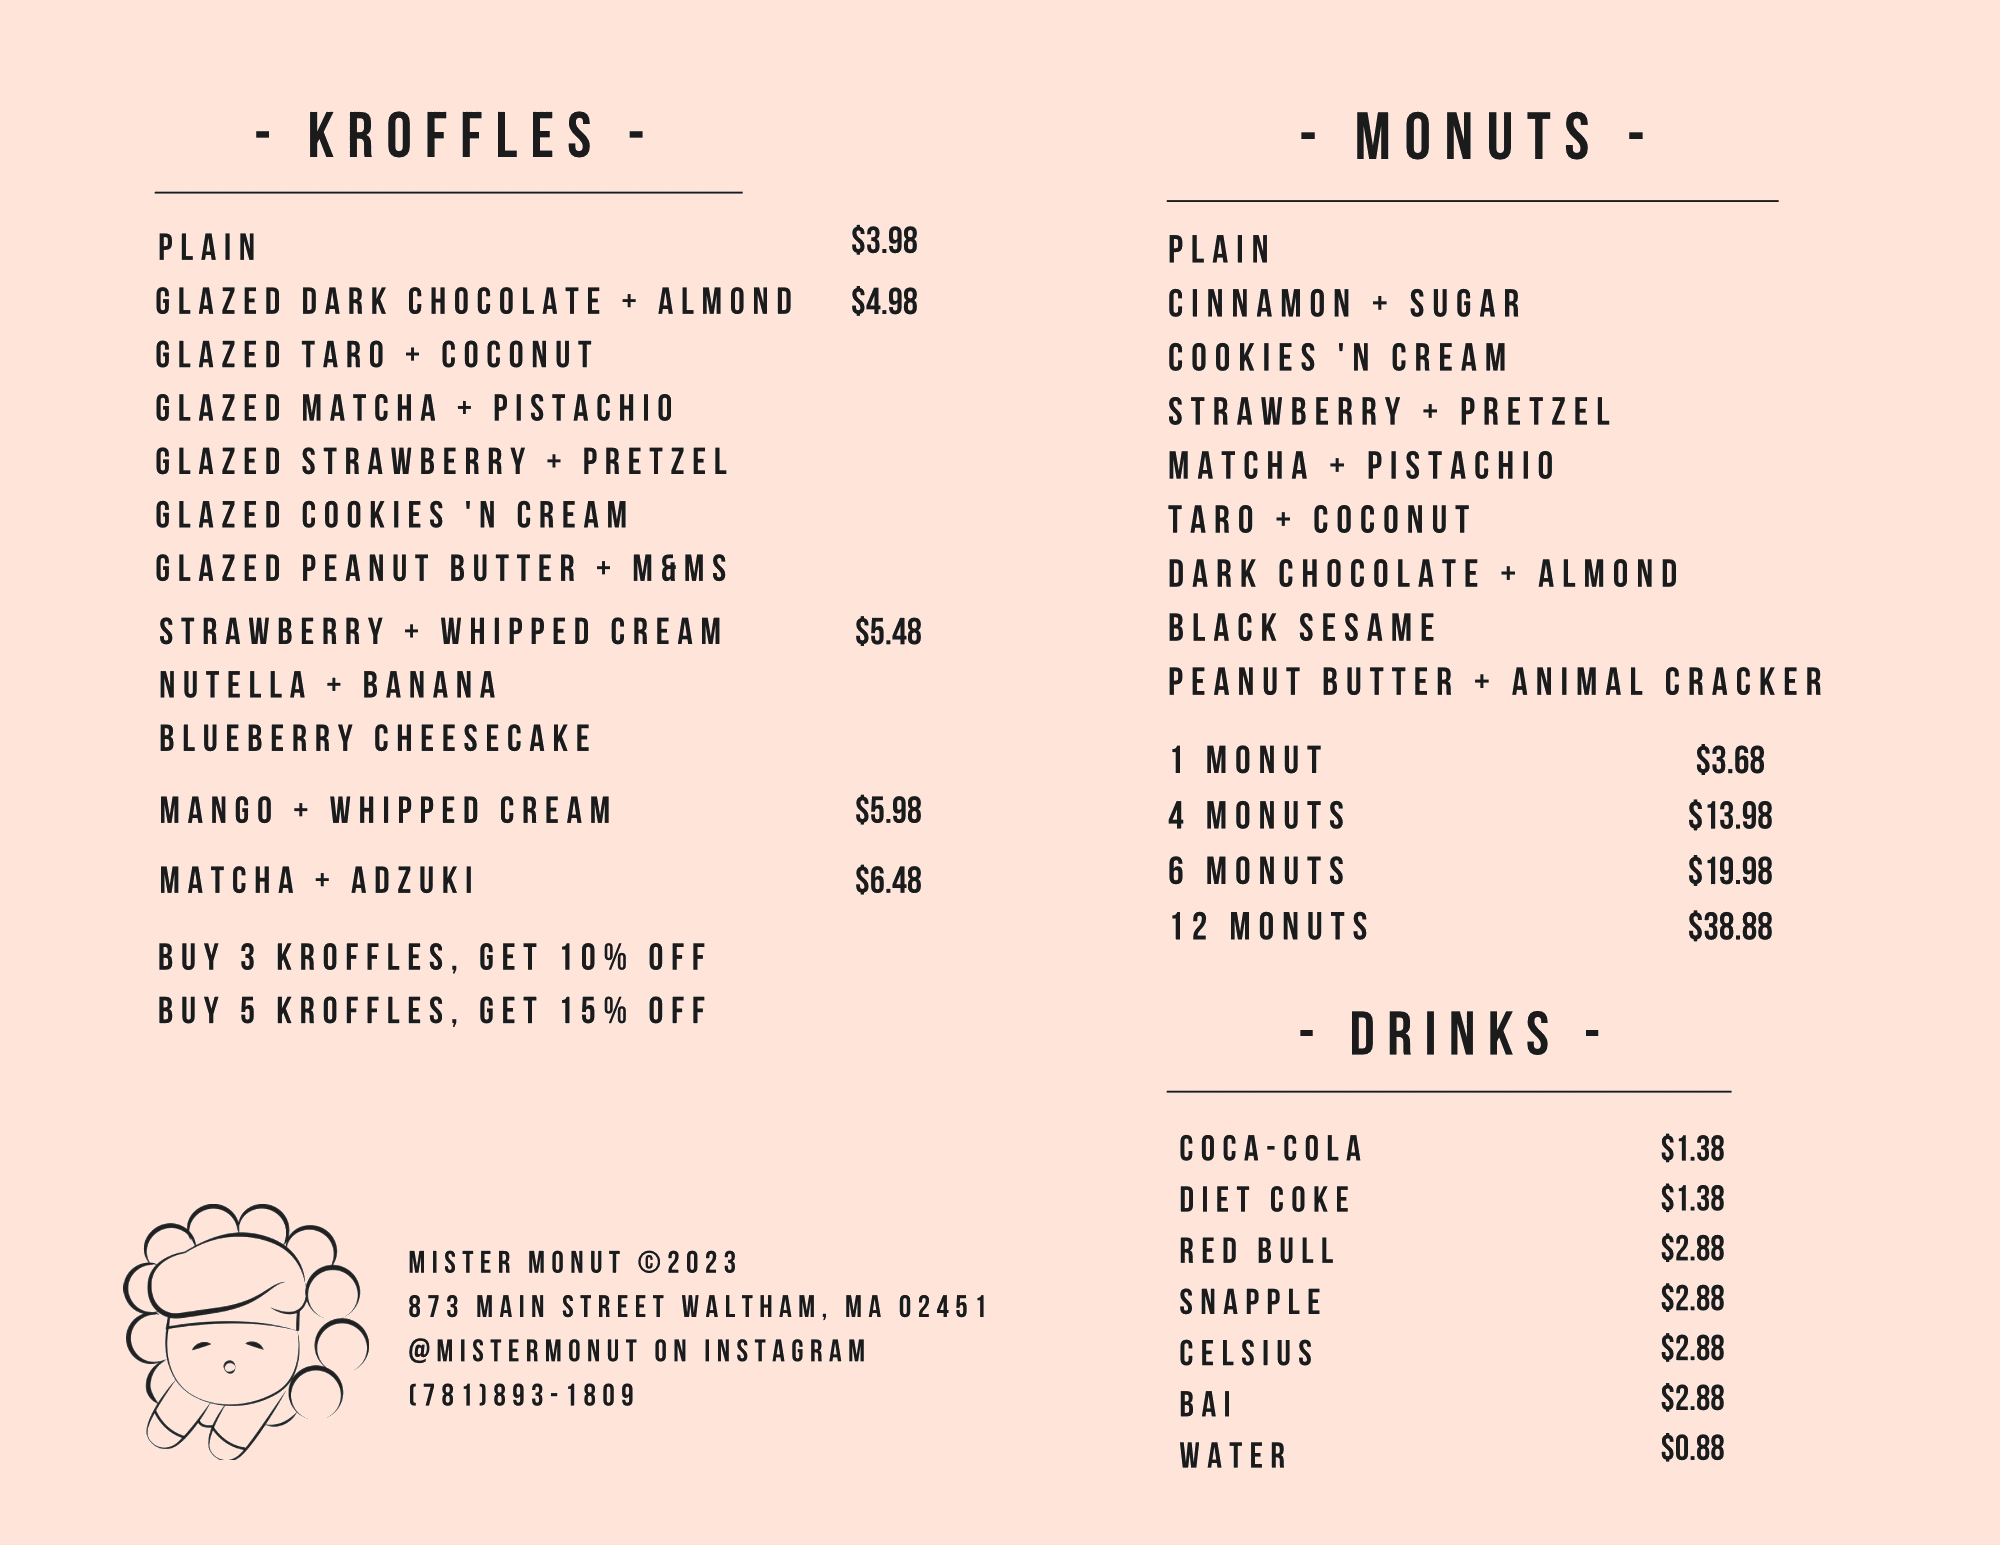 - KROFFLES -
PLAIN $3.98
GLAZED DARK CHOCOLATE + ALMOND $4.98
GLAZED TARO + COCONUT
GLAZED MATCHA + PISTACHIO
GLAZED STRAWBERRY + PRETZEL
GLAZED COOKIES 'N CREAM
GLAZED PEANUT BUTTER + M&MS
STRAWBERRY + WHIPPED CREAM $5.48
NUTELLA + BANANA
BLUEBERRY CHEESECAKE
MANGO + WHIPPED CREAM $5.98
MATCHA + ADZUKI $6.48
BUY 3 KROFFLES, GET 10% OFF
BUY 5 KROFFLES, GET 15% OFF
MISTER MONUT ©2023
873 MAIN STREET WALTHAM, MA 02451
@MISTERMONUT ON INSTAGRAM
(781)893-1809
- MONUTS -
PLAIN
CINNAMON + SUGAR
COOKIES 'N CREAM
STRAWBERRY + PRETZEL
MATCHA + PISTACHIO
TARO + COCONUT
DARK CHOCOLATE + ALMOND
BLACK SESAME
PEANUT BUTTER + ANIMAL CRACKER
1 MONUT $3.68
4 MONUTS $13.98
6 MONUTS $19.98
12 MONUTS $38.88
- DRINKS -
COCA-COLA $1.38
DIET COKE $1.38
RED BULL $2.88
SNAPPLE $2.88
CELSIUS $2.88
BAI $2.88
WATER $0.88